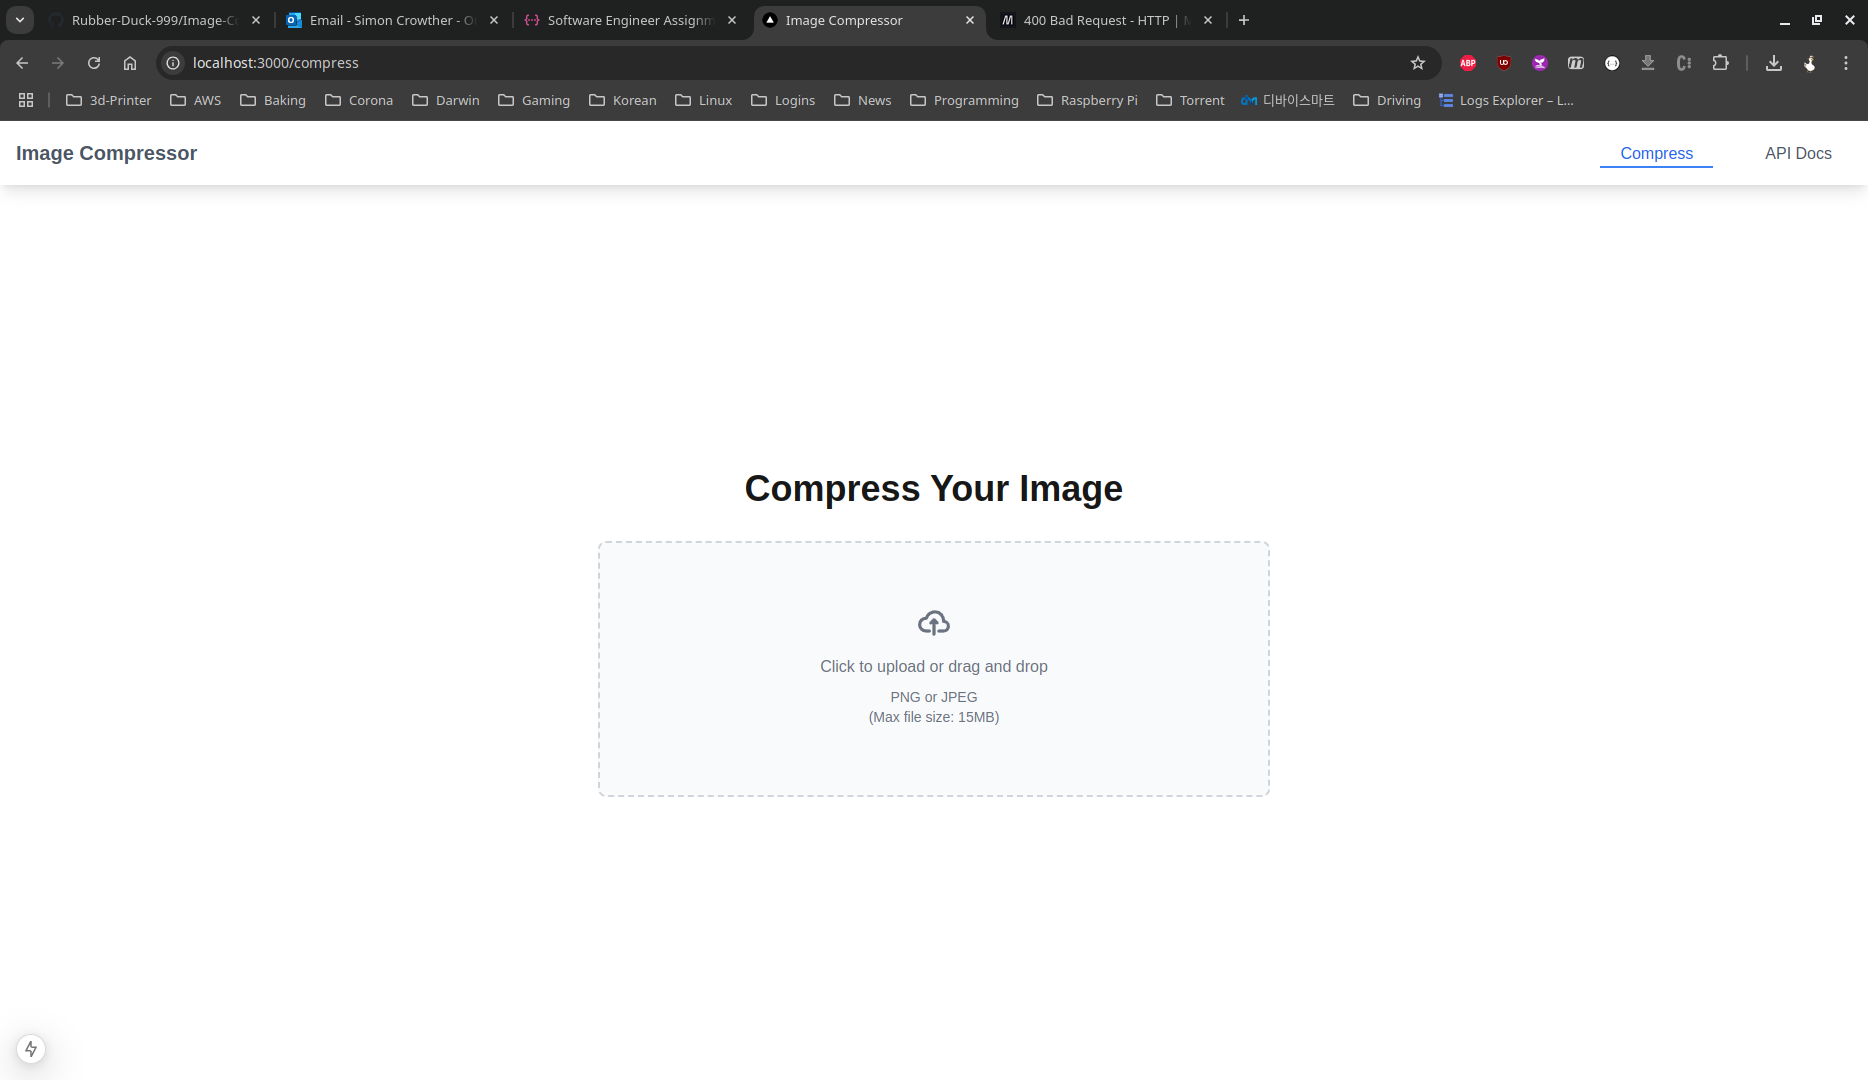 Rubber-Duck-999/Image-Co
Email - Simon Crowther - O
Software Engineer Assignm
Image Compressor
400 Bad Request - HTTP | M
localhost:3000/compress
ABP
3d-Printer
AWS
Baking
Corona
Darwin
Gaming
Korean
Linux
Logins
News
Programming
Raspberry Pi
Torrent
디바이스마트
Driving
Logs Explorer – L...
Image Compressor
Compress
API Docs
Compress Your Image
Click to upload or drag and drop
PNG or JPEG
(Max file size: 15MB)